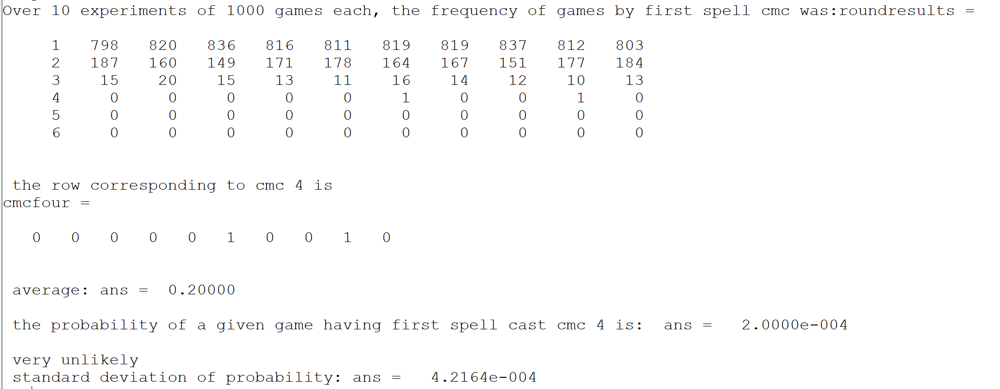 Over 10 experiments of 1000 games each, the frequency of games by first spell cmc was:roundresults =
1 798 820 836 816 811 819 819 837 812 803
2 187 160 149 171 178 164 167 151 177 184
3 15 20 15 13 11 16 14 12 10 13
4 0 0 0 0 0 1 0 0 1 0
5 0 0 0 0 0 0 0 0 0 0
6 0 0 0 0 0 0 0 0 0 0
the row corresponding to cmc 4 is
cmcfour =
0 0 0 0 0 1 0 0 1 0
average: ans = 0.20000
the probability of a given game having first spell cast cmc 4 is: ans = 2.0000e-004
very unlikely
standard deviation of probability: ans = 4.2164e-004